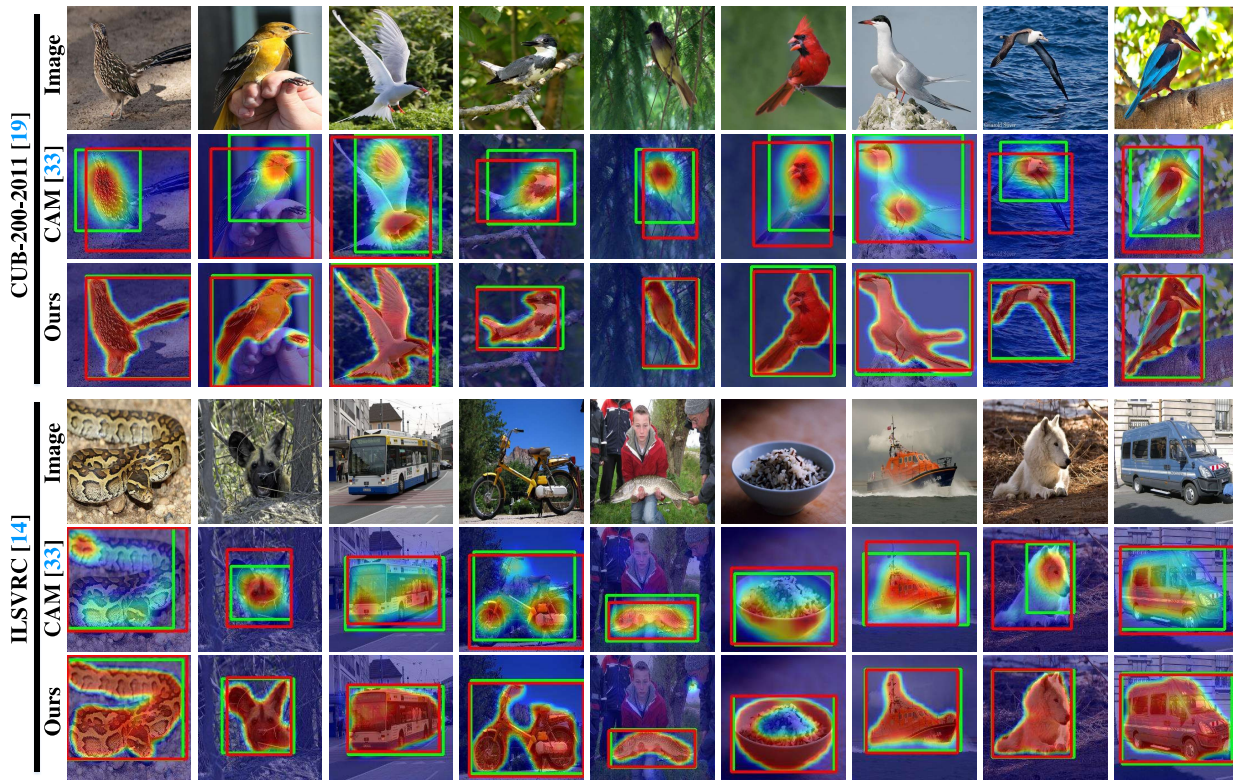 CUB-200-2011 [19]
Image
CAM [33]
Ours
ILSVRC [14]
Image
CAM [33]
Ours